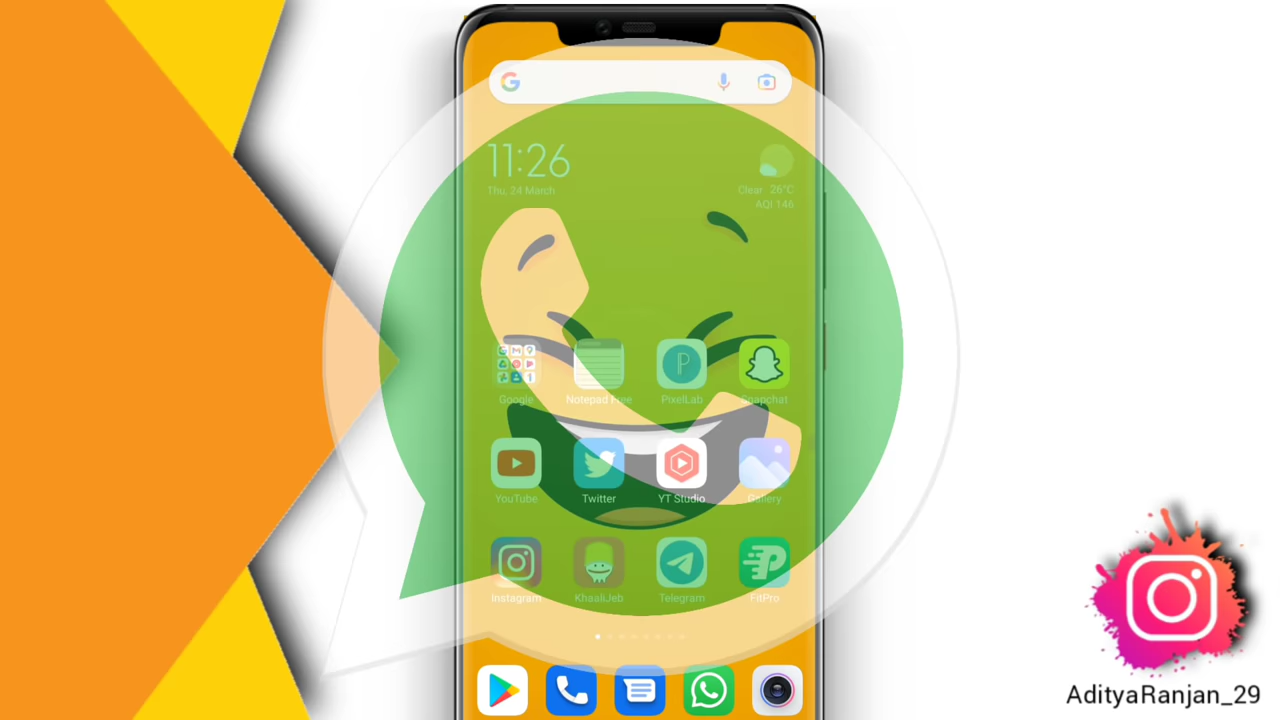 11:26
Thu, 24 March
Clear 26°C
AQI 146
Google
Notepad Free
PixelLab
Snapchat
YouTube
Twitter
YT Studio
Gallery
Instagram
KhaaliJeb
Telegram
FitPro
AdityaRanjan_29